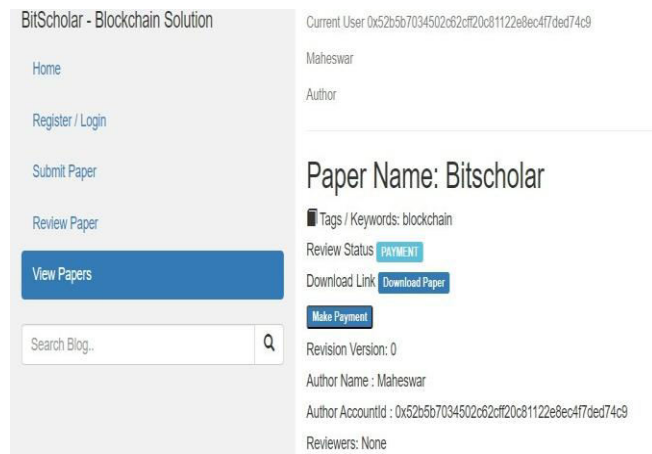 BitScholar - Blockchain Solution
Home
Register / Login
Submit Paper
Review Paper
View Papers
Search Blog..
Current User 0x52b5b7034502c62cff20c81122e8ec4f7ded74c9
Maheswar
Author
Paper Name: Bitscholar
Tags / Keywords: blockchain
Review Status PAYMENT
Download Link Download Paper
Make Payment
Revision Version: 0
Author Name : Maheswar
Author AccountId : 0x52b5b7034502c62cff20c81122e8ec4f7ded74c9
Reviewers: None